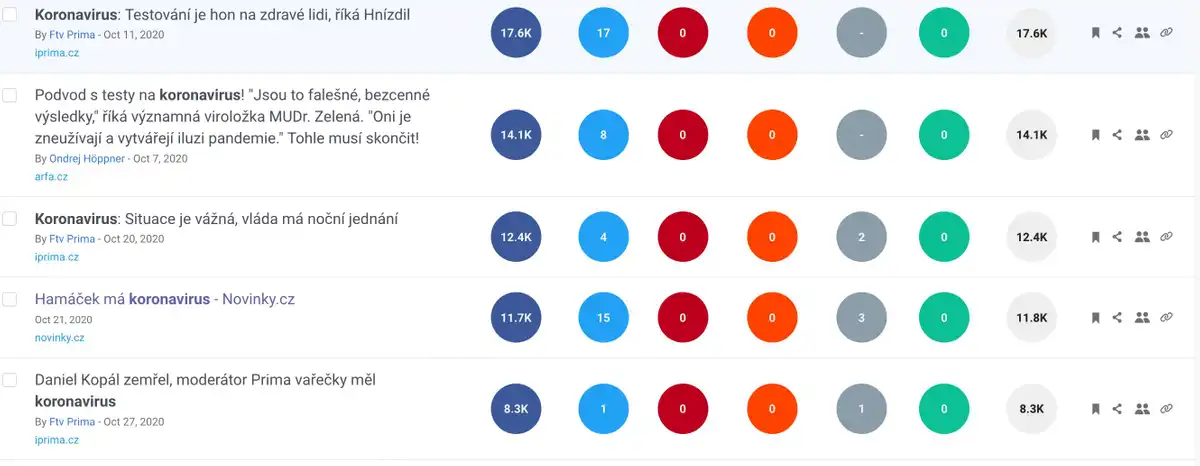 Koronavirus: Testování je hon na zdravé lidi, říká Hnízdil
By Ftv Prima - Oct 11, 2020
iprima.cz
17.6K 17 0 0 - 0 17.6K
Podvod s testy na koronavirus! "Jsou to falešné, bezcenné
výsledky," říká významná viroložka MUDr. Zelená. "Oni je
zneužívají a vytvářejí iluzi pandemie." Tohle musí skončit!
By Ondrej Höppner - Oct 7, 2020
arfa.cz
14.1K 8 0 0 - 0 14.1K
Koronavirus: Situace je vážná, vláda má noční jednání
By Ftv Prima - Oct 20, 2020
iprima.cz
12.4K 4 0 0 2 0 12.4K
Hamáček má koronavirus - Novinky.cz
Oct 21, 2020
novinky.cz
11.7K 15 0 0 3 0 11.8K
Daniel Kopál zemřel, moderátor Prima vařečky měl
koronavirus
By Ftv Prima - Oct 27, 2020
iprima.cz
8.3K 1 0 0 1 0 8.3K